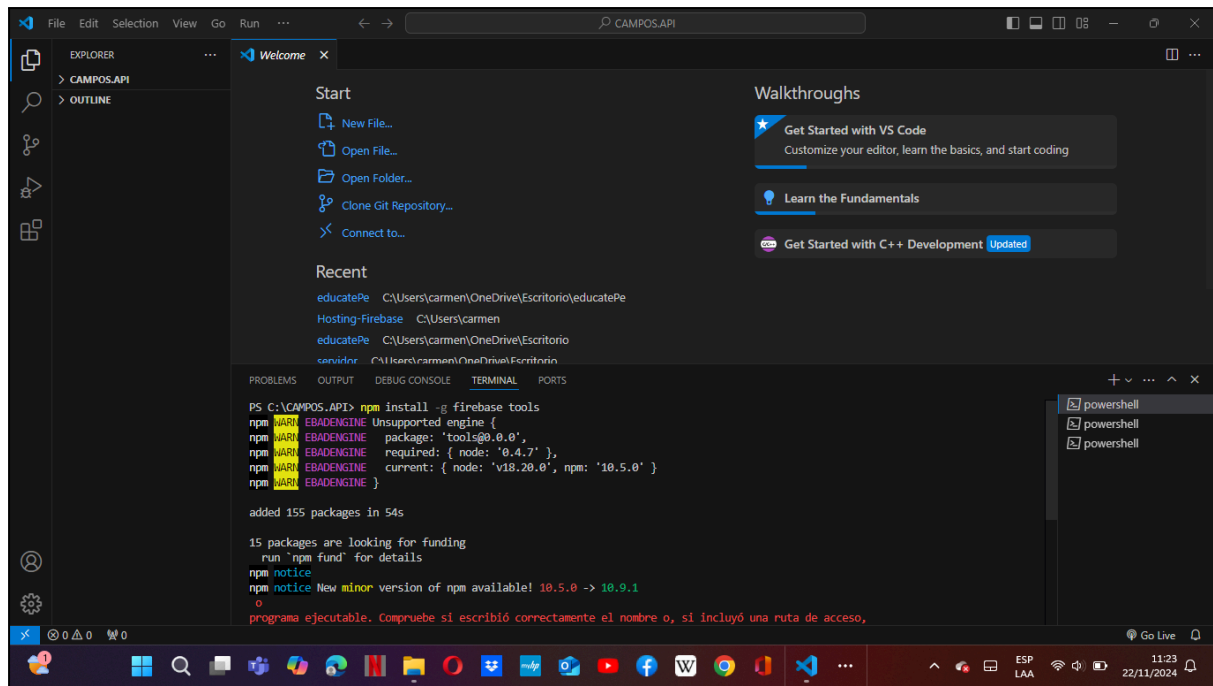 File Edit Selection View Go Run ··· CAMPOS.API
EXPLORER ···
CAMPOS.API
OUTLINE
Welcome
Start
New File...
Open File...
Open Folder...
Clone Git Repository...
Connect to...
Recent
educatePe C:\Users\carmen\OneDrive\Escritorio\educatePe
Hosting-Firebase C:\Users\carmen
educatePe C:\Users\carmen\OneDrive\Escritorio
servidor C:\Users\carmen\OneDrive\Escritorio
Walkthroughs
Get Started with VS Code
Customize your editor, learn the basics, and start coding
Learn the Fundamentals
Get Started with C++ Development Updated
PROBLEMS OUTPUT DEBUG CONSOLE TERMINAL PORTS
PS C:\CAMPOS.API> npm install -g firebase tools
npm WARN EBADENGINE Unsupported engine {
npm WARN EBADENGINE   package: 'tools@0.0.0',
npm WARN EBADENGINE   required: { node: '0.4.7' },
npm WARN EBADENGINE   current: { node: 'v18.20.0', npm: '10.5.0' }
npm WARN EBADENGINE }
added 155 packages in 54s
15 packages are looking for funding
  run `npm fund` for details
npm notice
npm notice New minor version of npm available! 10.5.0 -> 10.9.1
o
programa ejecutable. Compruebe si escribió correctamente el nombre o, si incluyó una ruta de acceso,
powershell
powershell
powershell
0 0 0 Go Live
1 W ··· ESP 11:23
LAA 22/11/2024